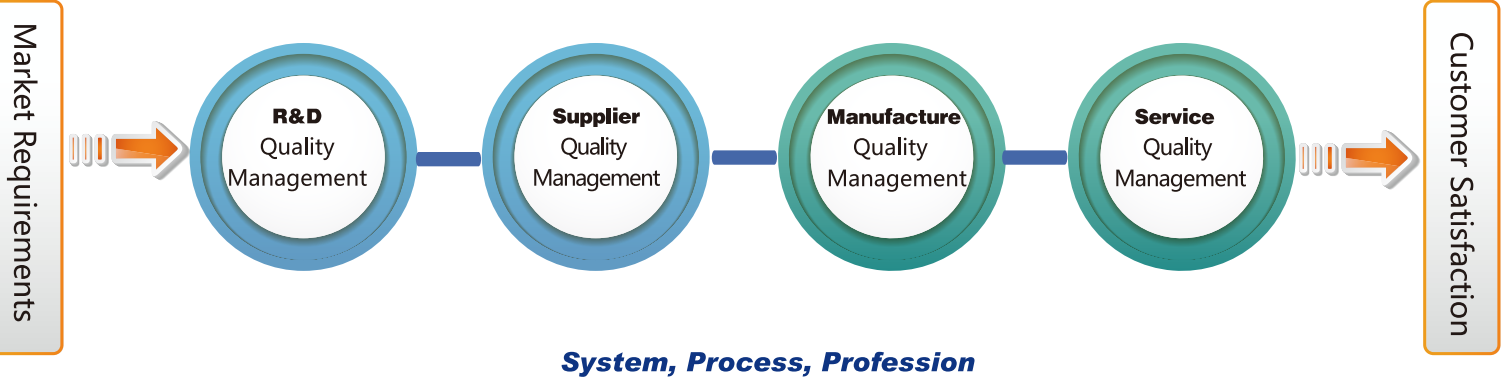 Market Requirements
R&D
Quality
Management
Supplier
Quality
Management
Manufacture
Quality
Management
Service
Quality
Management
Customer Satisfaction
System, Process, Profession